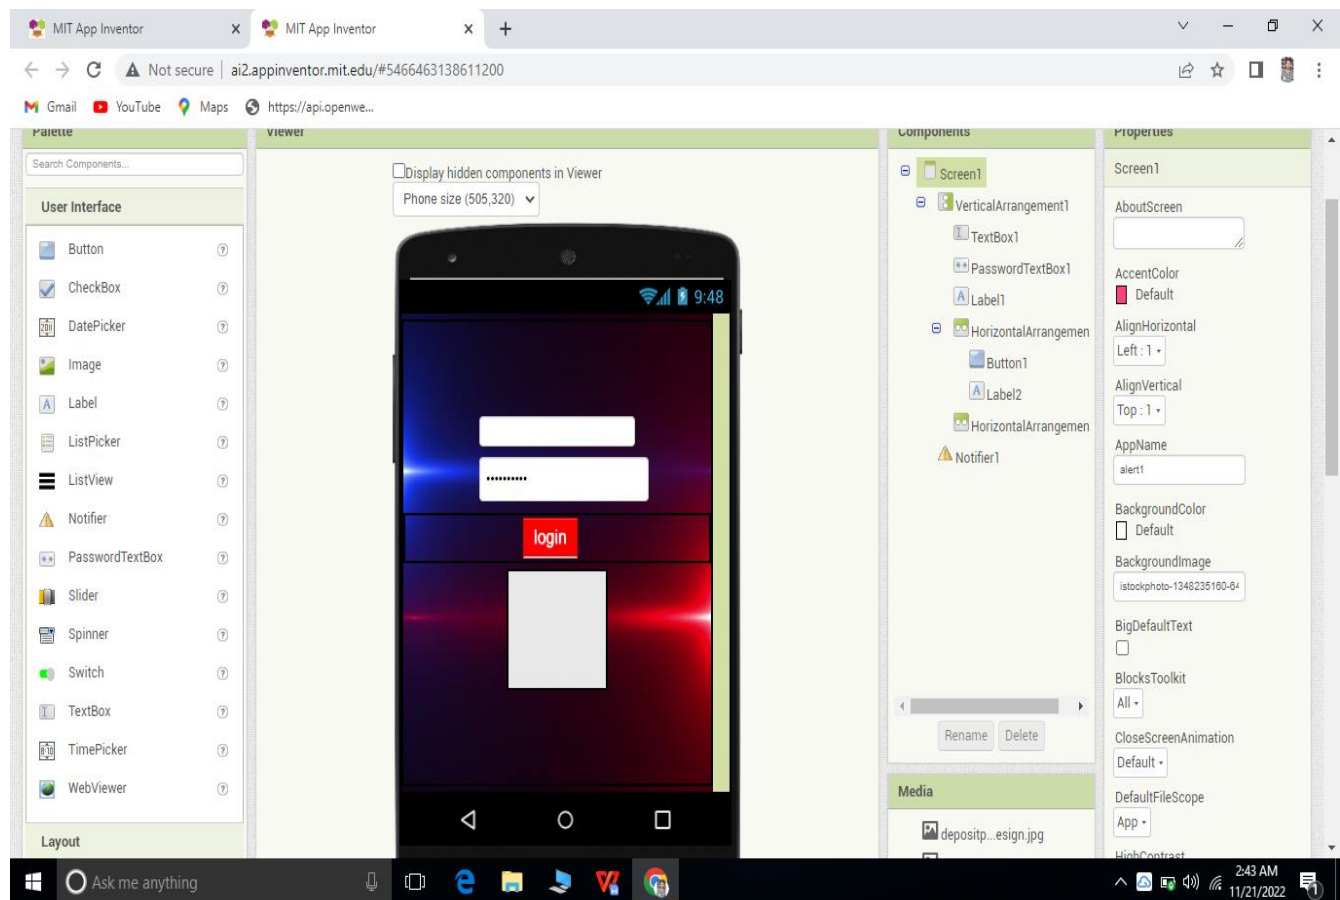 MIT App Inventor
MIT App Inventor
Not secure | ai2.appinventor.mit.edu/#5466463138611200
Gmail YouTube Maps https://api.openwe...
Palette
Search Components...
User Interface
Button
CheckBox
DatePicker
Image
Label
ListPicker
ListView
Notifier
PasswordTextBox
Slider
Spinner
Switch
TextBox
TimePicker
WebViewer
Layout
Viewer
Display hidden components in Viewer
Phone size (505,320)
9:48
login
Components
Screen1
VerticalArrangement1
TextBox1
PasswordTextBox1
Label1
HorizontalArrangemen
Button1
Label2
HorizontalArrangemen
Notifier1
Rename Delete
Media
depositp...esign.jpg
Properties
Screen1
AboutScreen
AccentColor
Default
AlignHorizontal
Left : 1
AlignVertical
Top : 1
AppName
alert1
BackgroundColor
Default
BackgroundImage
istockphoto-1348235160-64
BigDefaultText
BlocksToolkit
All
CloseScreenAnimation
Default
DefaultFileScope
App
HighContrast
Ask me anything
2:43 AM
11/21/2022